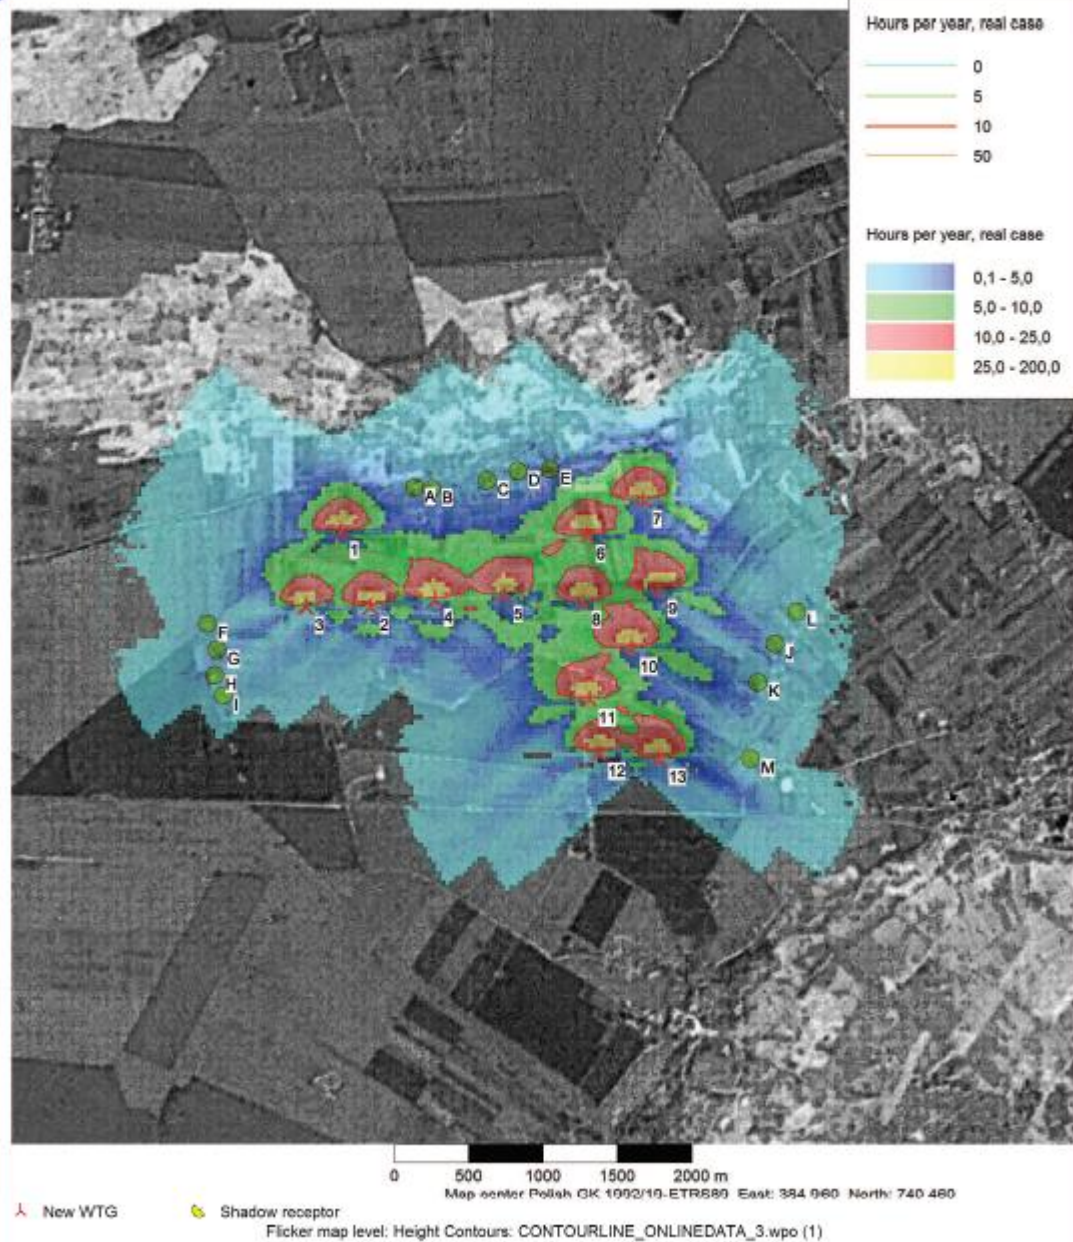 Hours per year, real case
0
5
10
50
Hours per year, real case
0,1 - 5,0
5,0 - 10,0
10,0 - 25,0
25,0 - 200,0
E
D
C
A B
7
6
1
9
8
5
4
2
3
L
F
J
G
10
K
H
I
11
M
12
13
0 500 1000 1500 2000 m
Map center Polish GK 1992/19-ETRS89 East: 384 960 North: 740 460
New WTG Shadow receptor
Flicker map level: Height Contours: CONTOURLINE_ONLINEDATA_3.wpo (1)